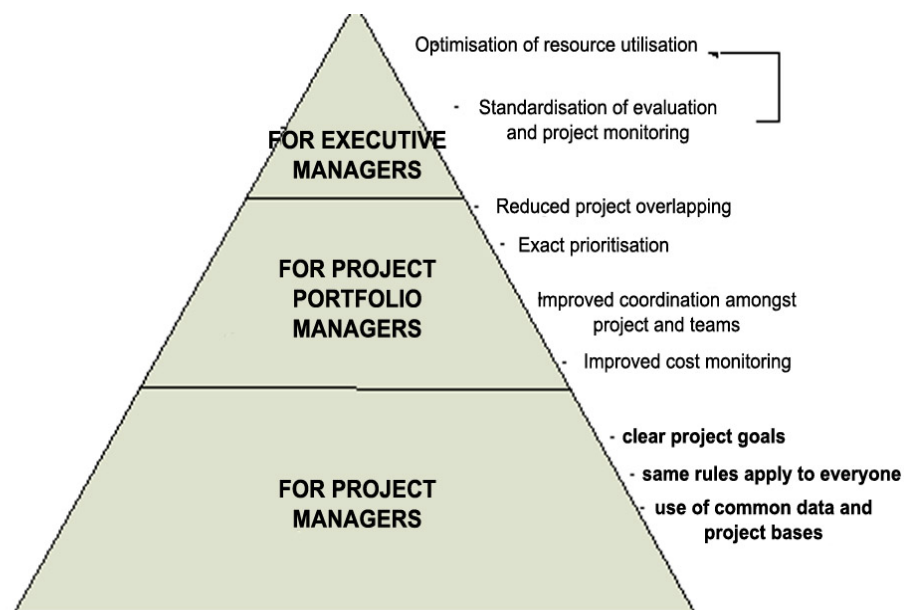 Optimisation of resource utilisation
- Standardisation of evaluation
and project monitoring
FOR EXECUTIVE
MANAGERS
- Reduced project overlapping
- Exact prioritisation
FOR PROJECT
PORTFOLIO
MANAGERS
Improved coordination amongst
project and teams
- Improved cost monitoring
- clear project goals
- same rules apply to everyone
- use of common data and
project bases
FOR PROJECT
MANAGERS